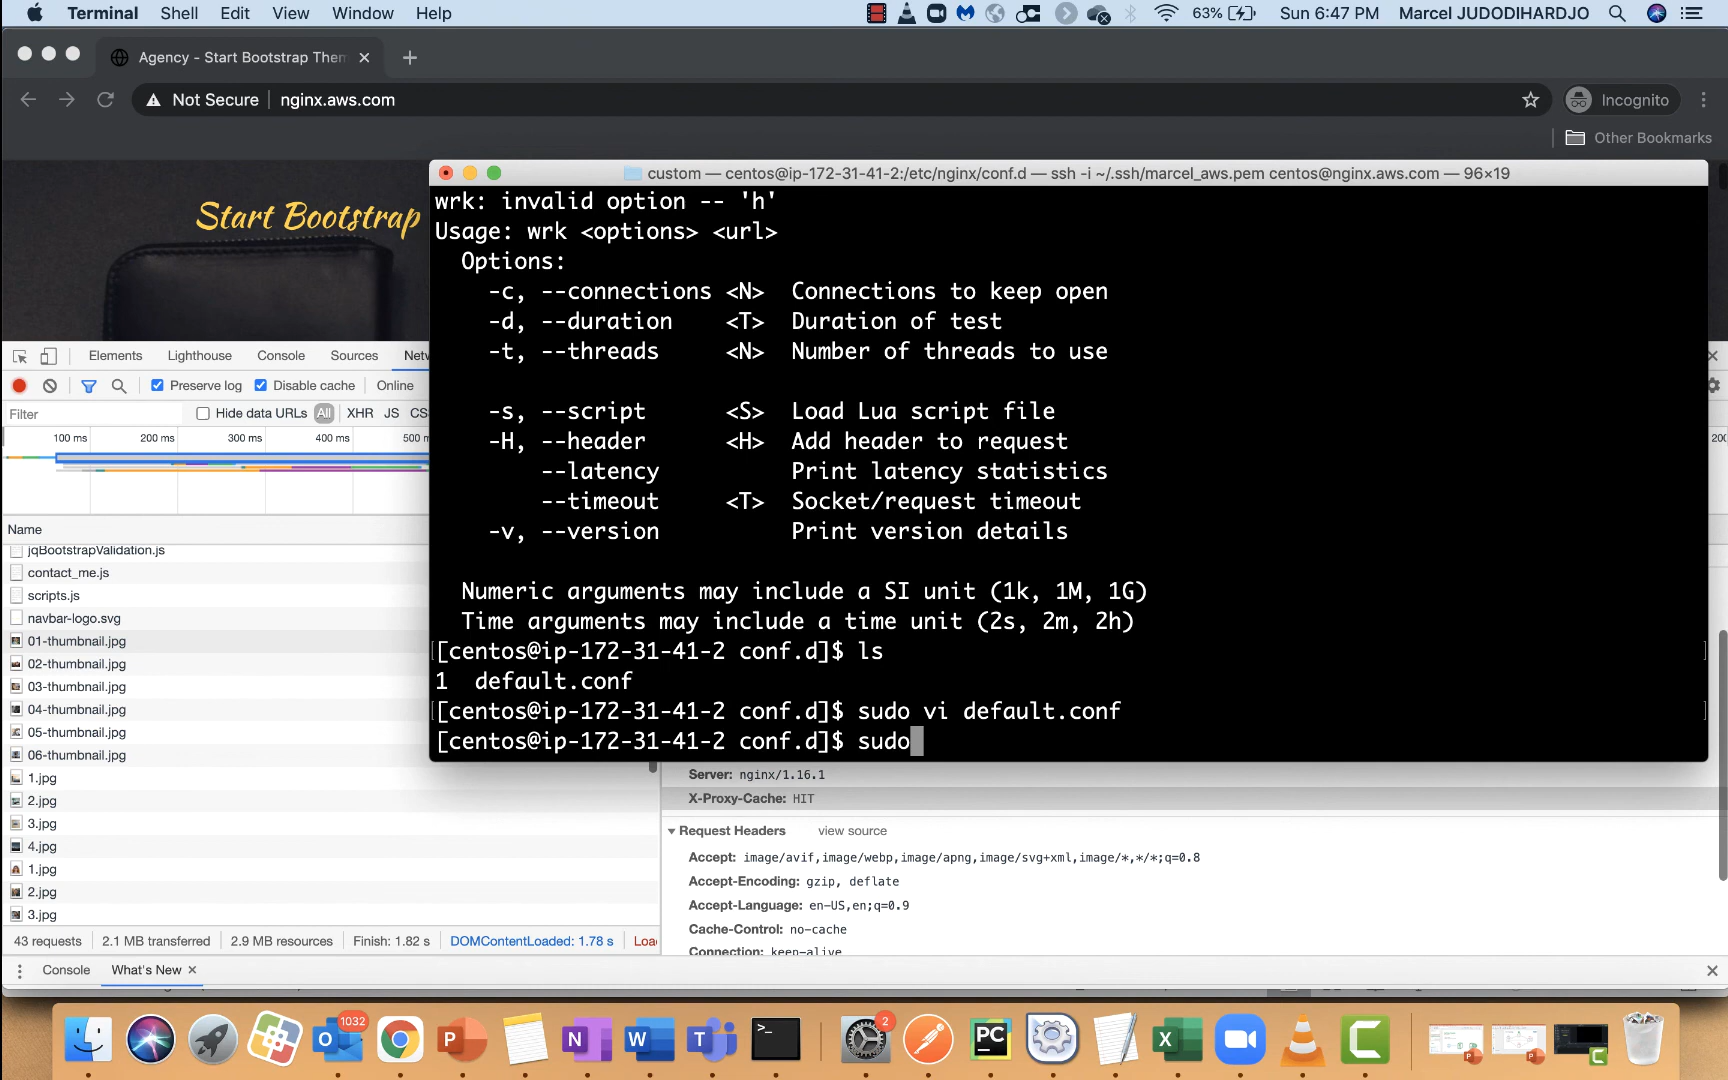 Terminal Shell Edit View Window Help 63% Sun 6:47 PM Marcel JUDODIHARDJO
Agency - Start Bootstrap Them
Not Secure nginx.aws.com Incognito
Other Bookmarks
Start Bootstrap
custom — centos@ip-172-31-41-2:/etc/nginx/conf.d — ssh -i ~/.ssh/marcel_aws.pem centos@nginx.aws.com — 96×19
wrk: invalid option -- 'h'
Usage: wrk <options> <url>
Options:
-c, --connections <N> Connections to keep open
-d, --duration <T> Duration of test
-t, --threads <N> Number of threads to use
-s, --script <S> Load Lua script file
-H, --header <H> Add header to request
--latency Print latency statistics
--timeout <T> Socket/request timeout
-v, --version Print version details
Numeric arguments may include a SI unit (1k, 1M, 1G)
Time arguments may include a time unit (2s, 2m, 2h)
[[centos@ip-172-31-41-2 conf.d]$ ls ]
1 default.conf
[[centos@ip-172-31-41-2 conf.d]$ sudo vi default.conf ]
[centos@ip-172-31-41-2 conf.d]$ sudo
Elements Lighthouse Console Sources Netw
Preserve log Disable cache Online
Filter Hide data URLs All XHR JS CS
100 ms 200 ms 300 ms 400 ms 500 m 200
Name
jqBootstrapValidation.js
contact_me.js
scripts.js
navbar-logo.svg
01-thumbnail.jpg
02-thumbnail.jpg
03-thumbnail.jpg
04-thumbnail.jpg
05-thumbnail.jpg
06-thumbnail.jpg
1.jpg
2.jpg
3.jpg
4.jpg
1.jpg
2.jpg
3.jpg
43 requests 2.1 MB transferred 2.9 MB resources Finish: 1.82 s DOMContentLoaded: 1.78 s Loa
Server: nginx/1.16.1
X-Proxy-Cache: HIT
Request Headers view source
Accept: image/avif,image/webp,image/apng,image/svg+xml,image/*,*/*;q=0.8
Accept-Encoding: gzip, deflate
Accept-Language: en-US,en;q=0.9
Cache-Control: no-cache
Connection: keep-alive
Console What's New
1032 2
O P N W T >_ PC X C